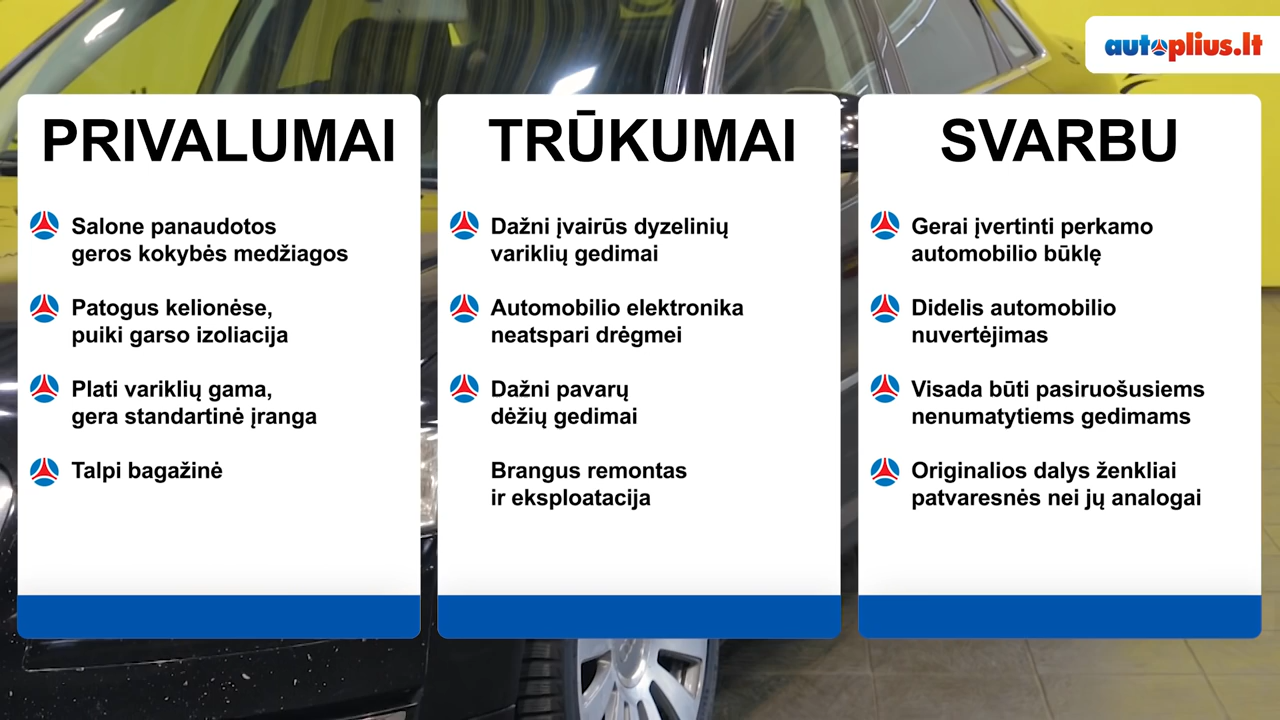 autoplius.lt
PRIVALUMAI
Salone panaudotos
geros kokybės medžiagos
Patogus kelionėse,
puiki garso izoliacija
Plati variklių gama,
gera standartinė įranga
Talpi bagažinė
TRŪKUMAI
Dažni įvairūs dyzelinių
variklių gedimai
Automobilio elektronika
neatspari drėgmei
Dažni pavarų
dėžių gedimai
Brangus remontas
ir eksploatacija
SVARBU
Gerai įvertinti perkamo
automobilio būklę
Didelis automobilio
nuvertėjimas
Visada būti pasiruošusiems
nenumatytiems gedimams
Originalios dalys ženkliai
patvaresnės nei jų analogai